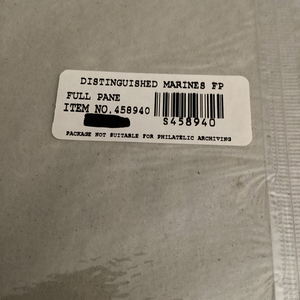 DISTINGUISHED MARINES FP
FULL PANE
ITEM NO.458940
S458940
PACKAGE NOT SUITABLE FOR PHILATELIC ARCHIVING